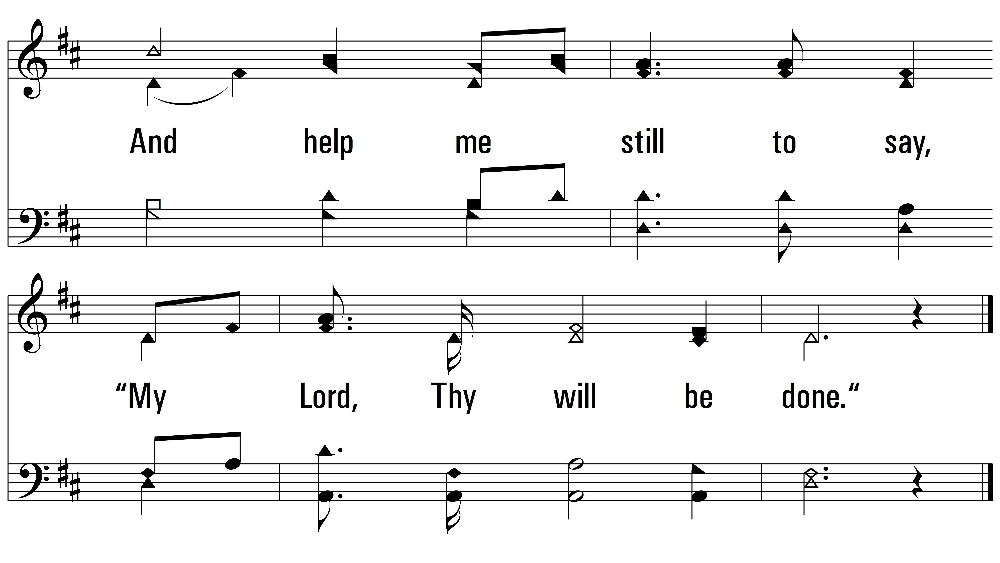 And help me still to say,
“My Lord, Thy will be done.“